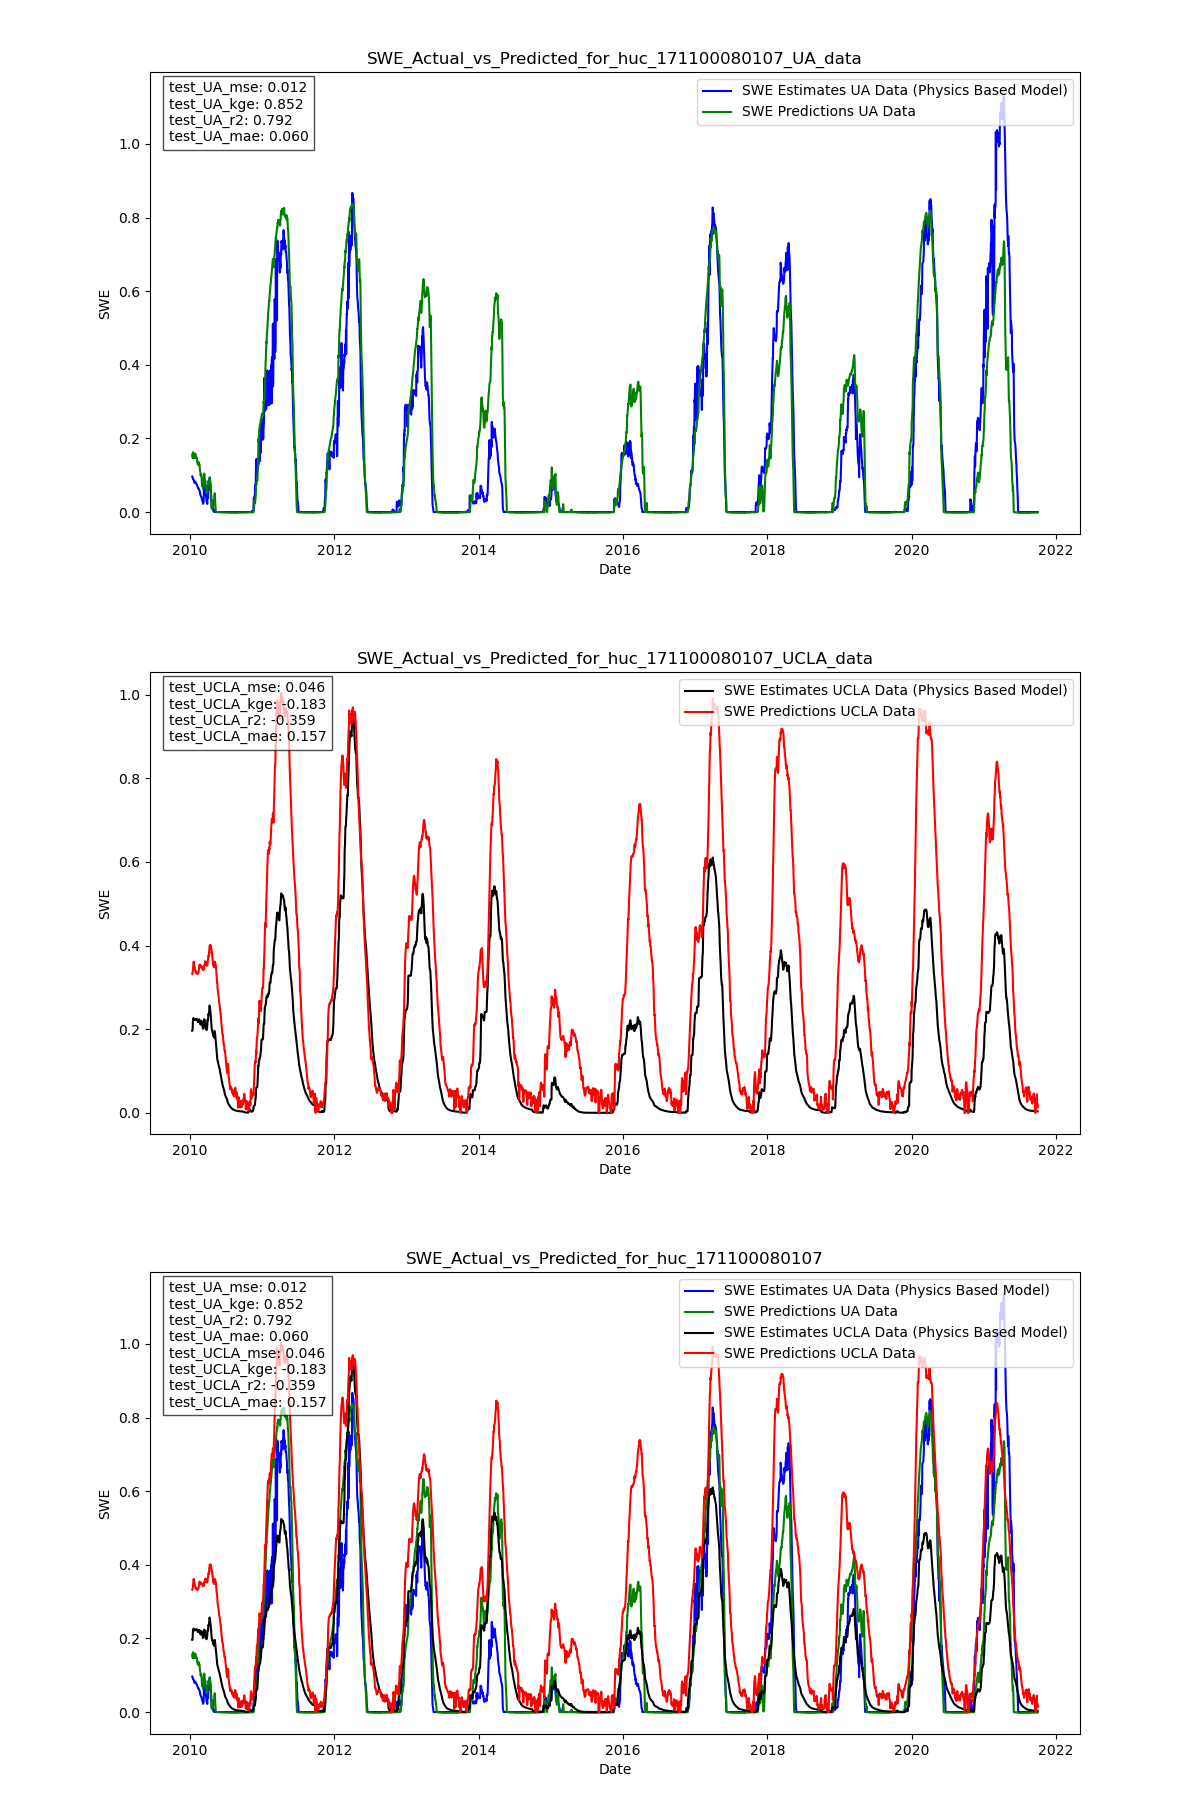 SWE_Actual_vs_Predicted_for_huc_171100080107_UA_data
test_UA_mse: 0.012
test_UA_kge: 0.852
test_UA_r2: 0.792
test_UA_mae: 0.060
SWE Estimates UA Data (Physics Based Model)
SWE Predictions UA Data
1.0
0.8
0.6
0.4
0.2
0.0
SWE
2010 2012 2014 2016 2018 2020 2022
Date
SWE_Actual_vs_Predicted_for_huc_171100080107_UCLA_data
test_UCLA_mse: 0.046
test_UCLA_kge: -0.183
test_UCLA_r2: -0.359
test_UCLA_mae: 0.157
SWE Estimates UCLA Data (Physics Based Model)
SWE Predictions UCLA Data
1.0
0.8
0.6
0.4
0.2
0.0
SWE
2010 2012 2014 2016 2018 2020 2022
Date
SWE_Actual_vs_Predicted_for_huc_171100080107
test_UA_mse: 0.012
test_UA_kge: 0.852
test_UA_r2: 0.792
test_UA_mae: 0.060
test_UCLA_mse: 0.046
test_UCLA_kge: -0.183
test_UCLA_r2: -0.359
test_UCLA_mae: 0.157
SWE Estimates UA Data (Physics Based Model)
SWE Predictions UA Data
SWE Estimates UCLA Data (Physics Based Model)
SWE Predictions UCLA Data
1.0
0.8
0.6
0.4
0.2
0.0
SWE
2010 2012 2014 2016 2018 2020 2022
Date